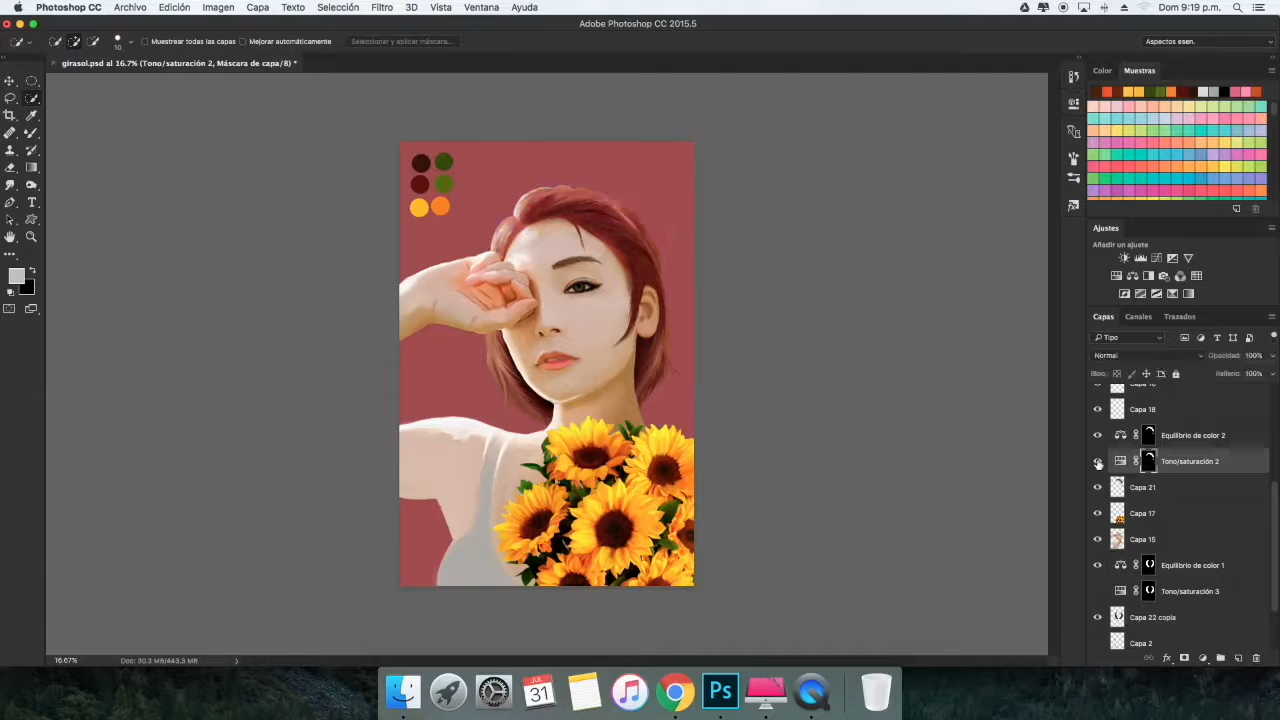 Photoshop CC Archivo Edición Imagen Capa Texto Selección Filtro 3D Vista Ventana Ayuda Dom 9:19 p.m.
Adobe Photoshop CC 2015.5
10 Muestrear todas las capas Mejorar automáticamente Seleccionar y aplicar máscara... Aspectos esen.
girasol.psd al 16.7% (Tono/saturación 2, Máscara de capa/8) *
Color Muestras
Ajustes
Añadir un ajuste
Capas Canales Trazados
Tipo
Normal Opacidad: 100%
Bloq.: Relleno: 100%
Capa 18
Equilibrio de color 2
Tono/saturación 2
Capa 21
Capa 17
Capa 15
Equilibrio de color 1
Tono/saturación 3
Capa 22 copia
Capa 2
16.67% Doc: 30.3 MB/443.3 MB
JUL
31
Ps